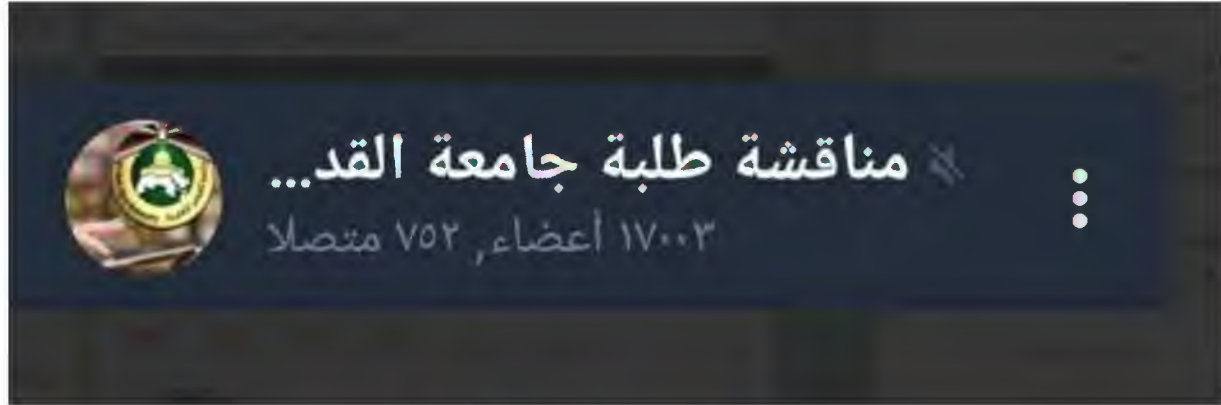 مناقشة طلبة جامعة القد...
١٧٠٠٣ أعضاء, ٧٥٢ متصلا